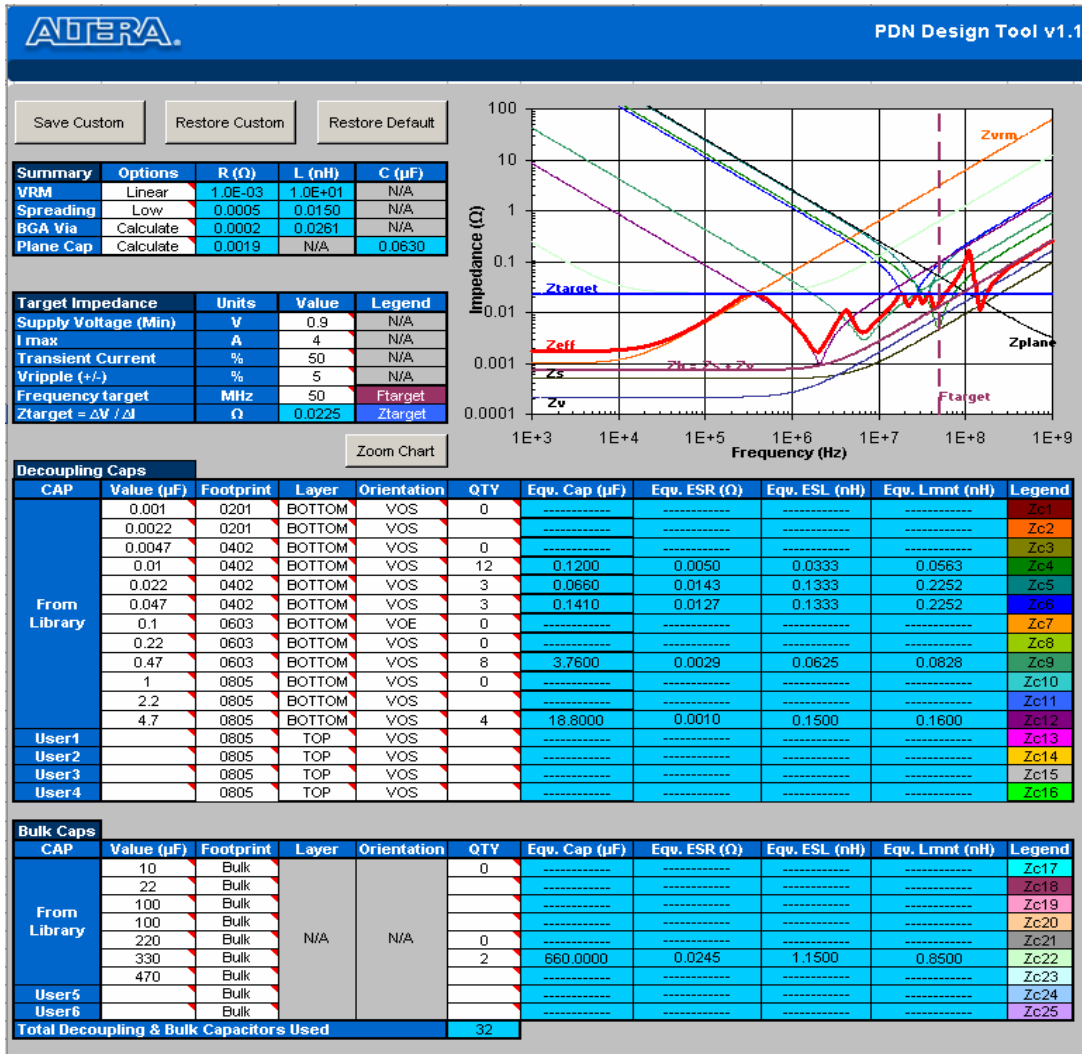 ALTERA.
PDN Design Tool v1.1
Save Custom
Restore Custom
Restore Default
Summary Options R (Ω) L (nH) C (µF)
VRM Linear 1.0E-03 1.0E+01 N/A
Spreading Low 0.0005 0.0150 N/A
BGA Via Calculate 0.0002 0.0261 N/A
Plane Cap Calculate 0.0019 N/A 0.0630
Target Impedance Units Value Legend
Supply Voltage (Min) V 0.9 N/A
I max A 4 N/A
Transient Current % 50 N/A
Vripple (+/-) % 5 N/A
Frequency target MHz 50 Ftarget
Ztarget = ΔV / ΔI Ω 0.0225 Ztarget
Zoom Chart
Impedance (Ω)
100
10
1
0.1
0.01
0.001
0.0001
Zvrm
Ztarget
Zeff
Zs
Zv
Zplane
Ftarget
1E+3 1E+4 1E+5 1E+6 1E+7 1E+8 1E+9
Frequency (Hz)
Decoupling Caps
CAP Value (µF) Footprint Layer Orientation QTY Eqv. Cap (µF) Eqv. ESR (Ω) Eqv. ESL (nH) Eqv. Lmnt (nH) Legend
From Library
0.001 0201 BOTTOM VOS 0 ----------- ----------- ----------- ----------- Zc1
0.0022 0201 BOTTOM VOS ----------- ----------- ----------- ----------- Zc2
0.0047 0402 BOTTOM VOS 0 ----------- ----------- ----------- ----------- Zc3
0.01 0402 BOTTOM VOS 12 0.1200 0.0050 0.0333 0.0563 Zc4
0.022 0402 BOTTOM VOS 3 0.0660 0.0143 0.1333 0.2252 Zc5
0.047 0402 BOTTOM VOS 3 0.1410 0.0127 0.1333 0.2252 Zc6
0.1 0603 BOTTOM VOE 0 ----------- ----------- ----------- ----------- Zc7
0.22 0603 BOTTOM VOS 0 ----------- ----------- ----------- ----------- Zc8
0.47 0603 BOTTOM VOS 8 3.7600 0.0029 0.0625 0.0828 Zc9
1 0805 BOTTOM VOS 0 ----------- ----------- ----------- ----------- Zc10
2.2 0805 BOTTOM VOS ----------- ----------- ----------- ----------- Zc11
4.7 0805 BOTTOM VOS 4 18.8000 0.0010 0.1500 0.1600 Zc12
User1 0805 TOP VOS ----------- ----------- ----------- ----------- Zc13
User2 0805 TOP VOS ----------- ----------- ----------- ----------- Zc14
User3 0805 TOP VOS ----------- ----------- ----------- ----------- Zc15
User4 0805 TOP VOS ----------- ----------- ----------- ----------- Zc16
Bulk Caps
CAP Value (µF) Footprint Layer Orientation QTY Eqv. Cap (µF) Eqv. ESR (Ω) Eqv. ESL (nH) Eqv. Lmnt (nH) Legend
From Library
N/A N/A
10 Bulk 0 ----------- ----------- ----------- ----------- Zc17
22 Bulk ----------- ----------- ----------- ----------- Zc18
100 Bulk ----------- ----------- ----------- ----------- Zc19
100 Bulk ----------- ----------- ----------- ----------- Zc20
220 Bulk 0 ----------- ----------- ----------- ----------- Zc21
330 Bulk 2 660.0000 0.0245 1.1500 0.8500 Zc22
470 Bulk ----------- ----------- ----------- ----------- Zc23
User5 Bulk ----------- ----------- ----------- ----------- Zc24
User6 Bulk ----------- ----------- ----------- ----------- Zc25
Total Decoupling & Bulk Capacitors Used 32